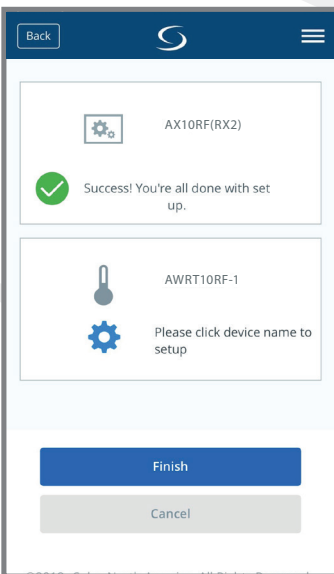 Back
AX10RF(RX2)
Success! You're all done with set
up.
AWRT10RF-1
Please click device name to
setup
Finish
Cancel